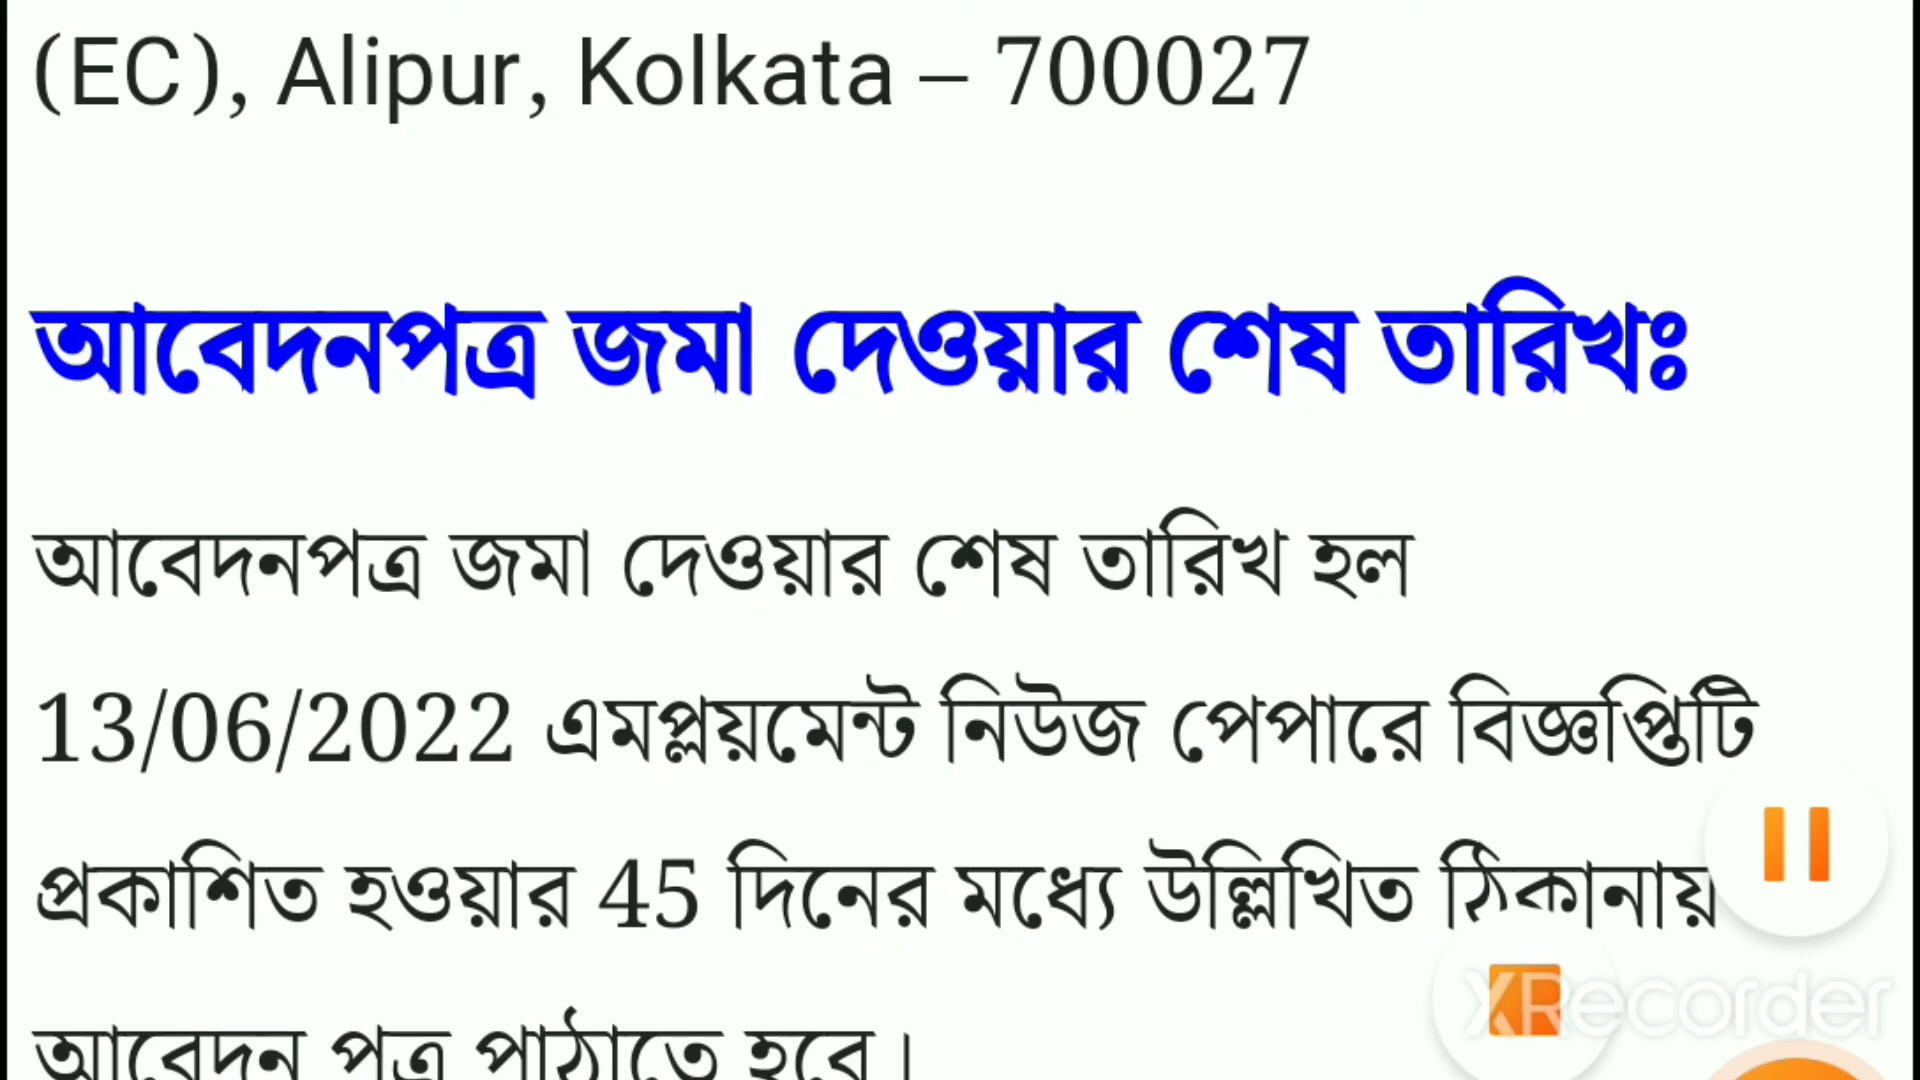 (EC), Alipur, Kolkata – 700027
আবেদনপত্র জমা দেওয়ার শেষ তারিখঃ
আবেদনপত্র জমা দেওয়ার শেষ তারিখ হল
13/06/2022 এমপ্লয়মেন্ট নিউজ পেপারে বিজ্ঞপ্তিটি
প্রকাশিত হওয়ার 45 দিনের মধ্যে উল্লিখিত ঠিকানায়
আবেদন পত্র পাঠাতে হবে।
XRecorder